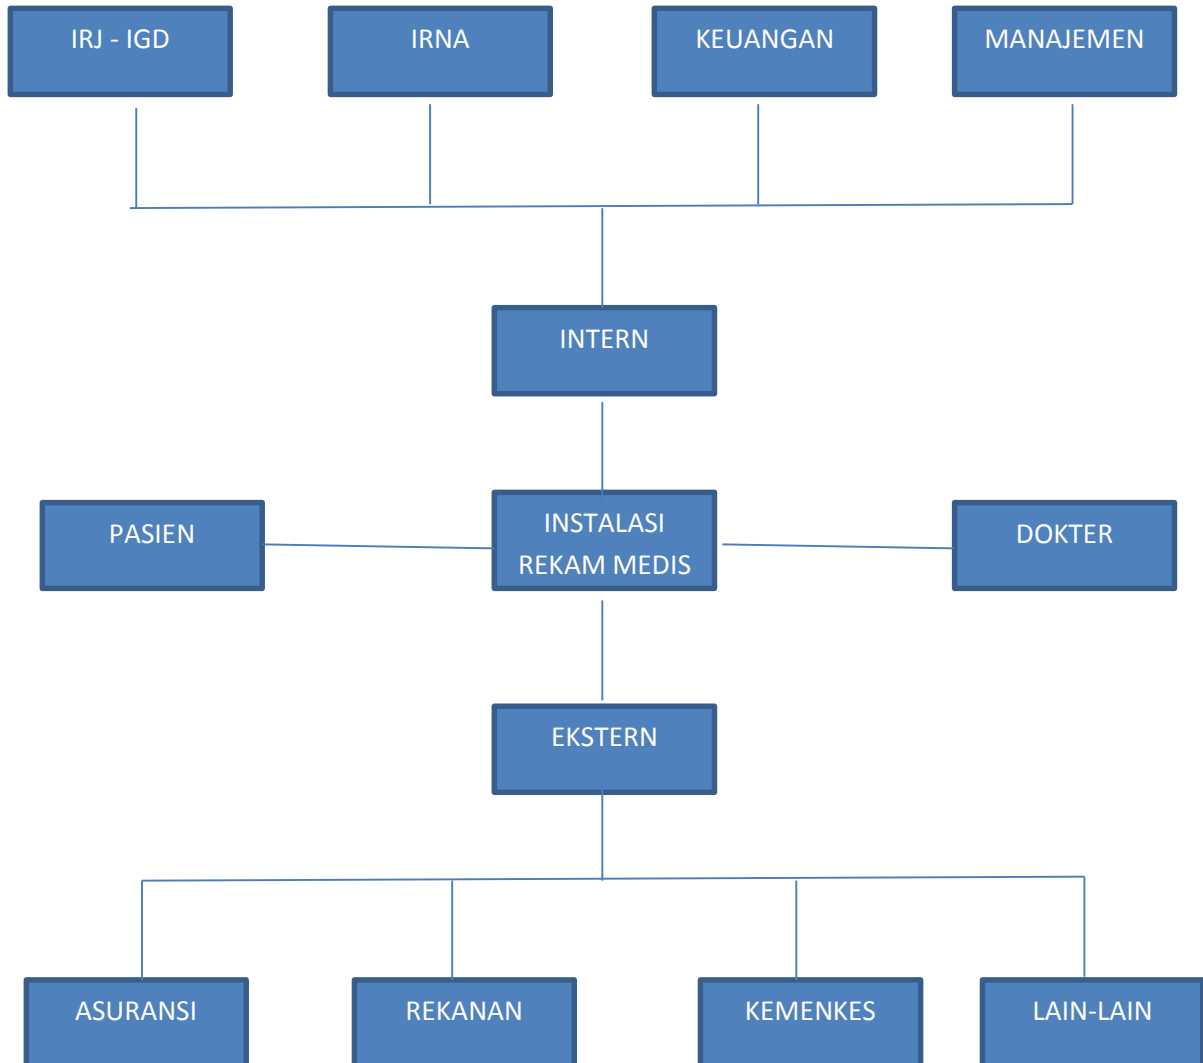 IRJ - IGD
IRNA
KEUANGAN
MANAJEMEN
INTERN
PASIEN
INSTALASI
REKAM MEDIS
DOKTER
EKSTERN
ASURANSI
REKANAN
KEMENKES
LAIN-LAIN